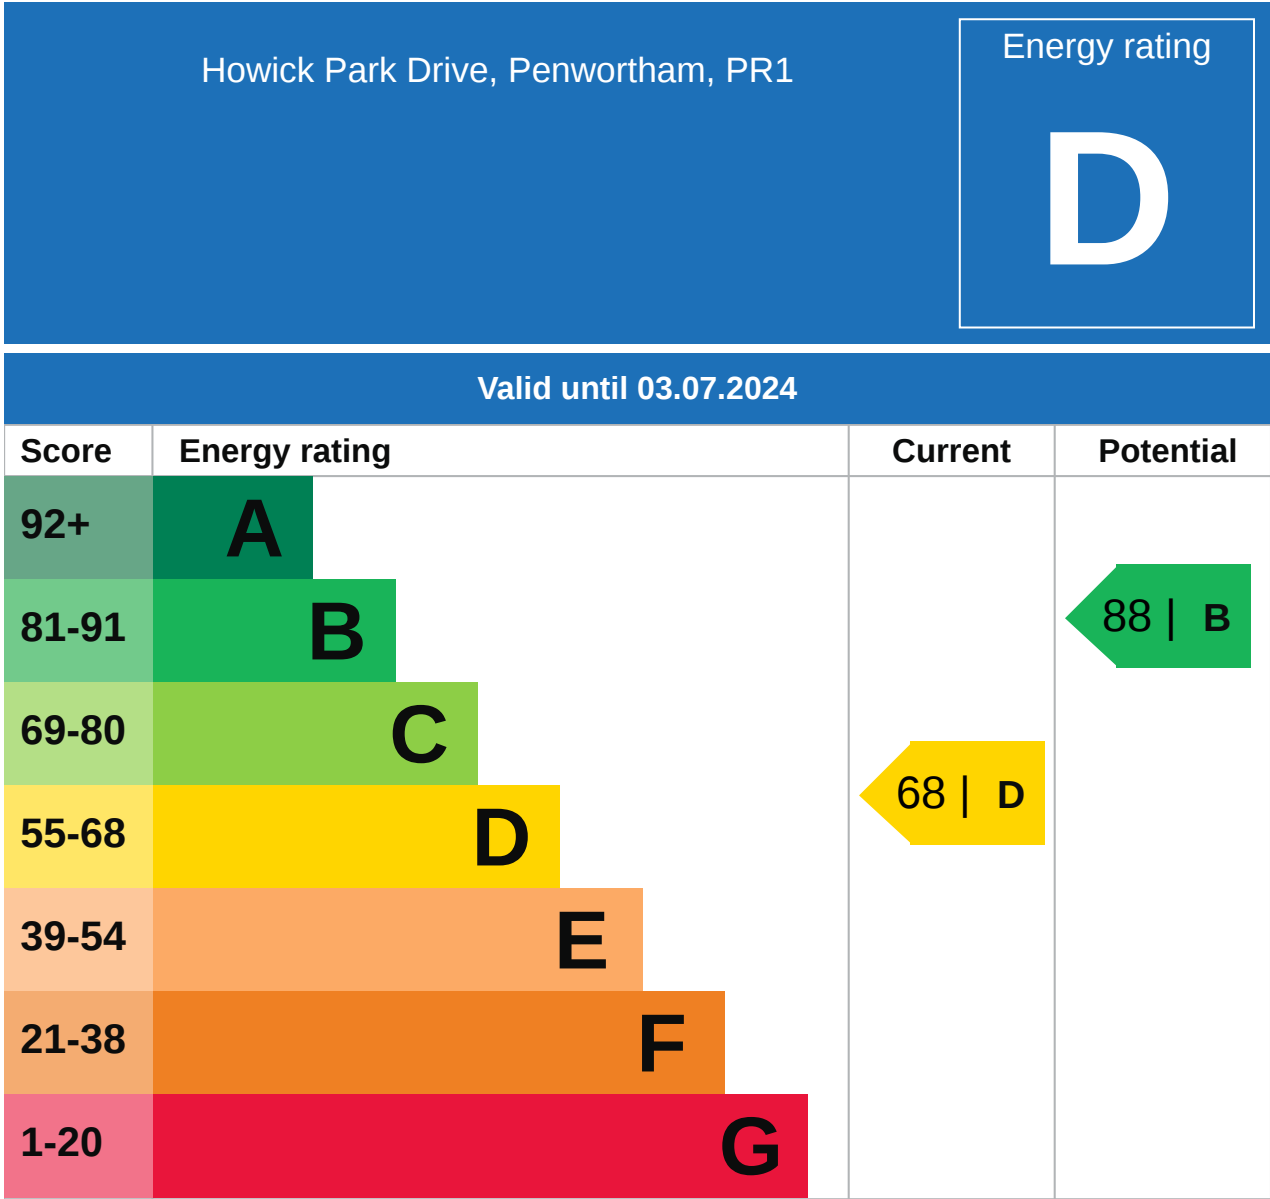 Howick Park Drive, Penwortham, PR1
Energy rating
D
Valid until 03.07.2024
Score Energy rating Current Potential
92+ A
81-91 B
88 | B
69-80 C
55-68 D
68 | D
39-54 E
21-38 F
1-20 G